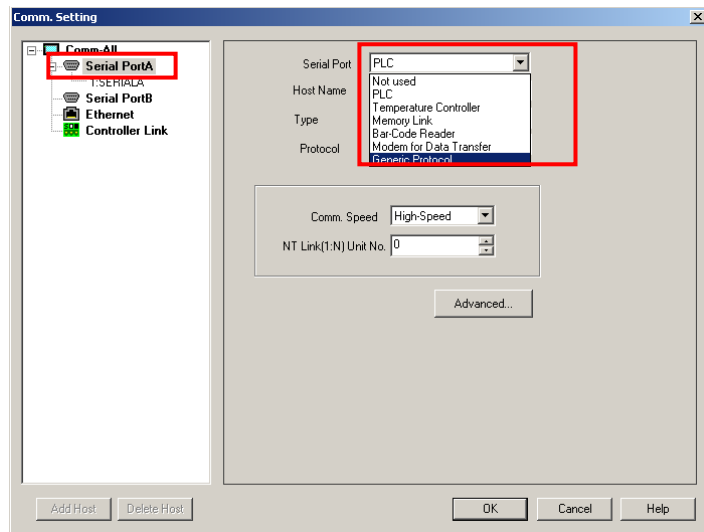 Comm. Setting
Comm-All
Serial PortA
1:SERIALA
Serial PortB
Ethernet
Controller Link
Serial Port PLC
Not used
Host Name
PLC
Temperature Controller
Type
Memory Link
Bar-Code Reader
Protocol
Modem for Data Transfer
Generic Protocol
Comm. Speed High-Speed
NT Link(1:N) Unit No. 0
Advanced...
Add Host Delete Host OK Cancel Help